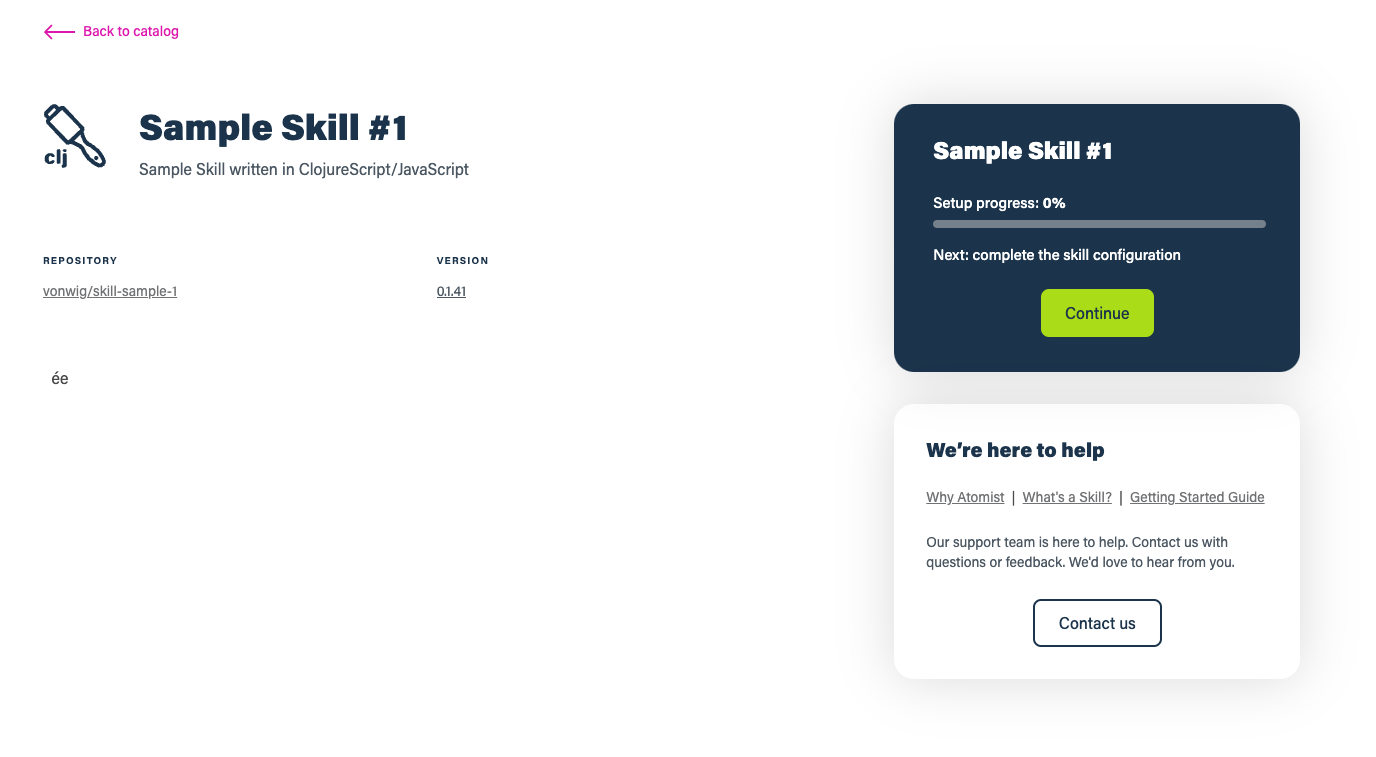 Back to catalog
clj
Sample Skill #1
Sample Skill written in ClojureScript/JavaScript
REPOSITORY
vonwig/skill-sample-1
VERSION
0.1.41
ée
Sample Skill #1
Setup progress: 0%
Next: complete the skill configuration
Continue
We’re here to help
Why Atomist | What's a Skill? | Getting Started Guide
Our support team is here to help. Contact us with
questions or feedback. We'd love to hear from you.
Contact us